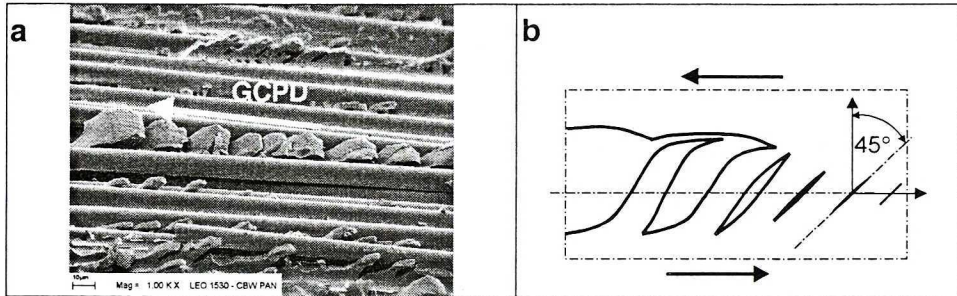 a
GCPD
10µm
Mag = 1.00 K X LEO 1530 - CBW PAN
b
45°